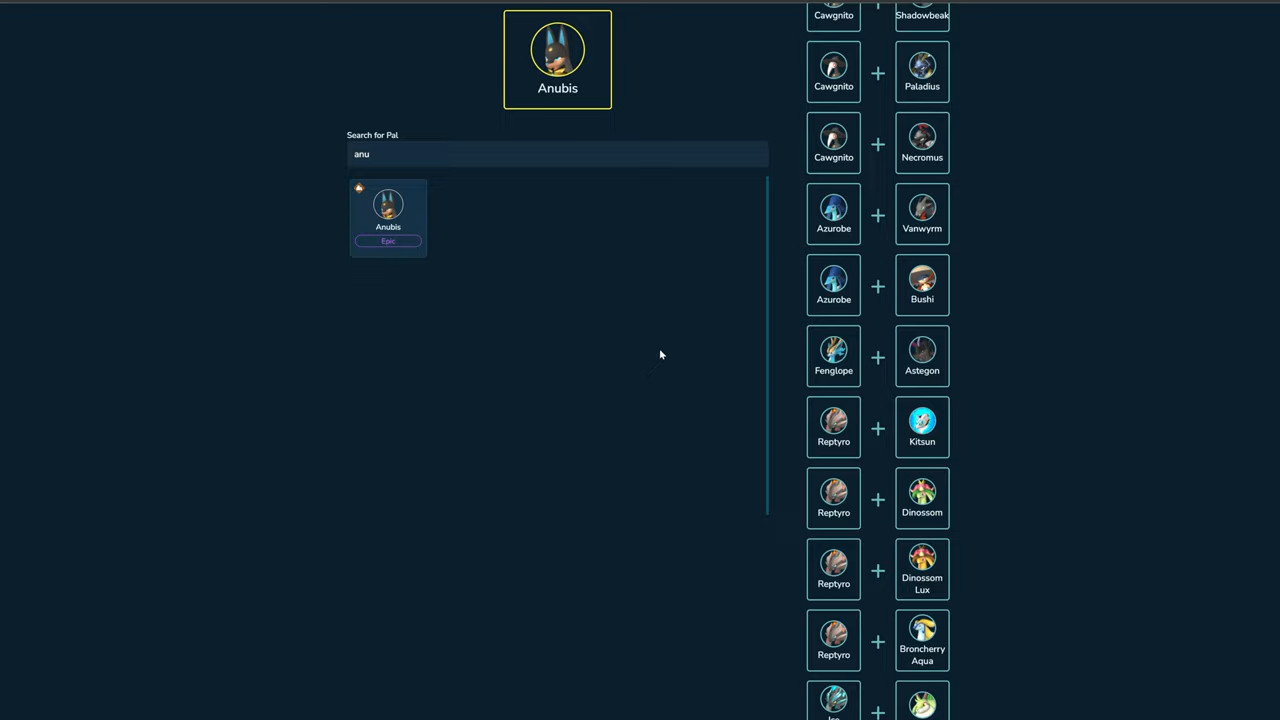 Anubis
Search for Pal
anu
Anubis
Epic
Cawgnito + Shadowbeak
Cawgnito + Paladius
Cawgnito + Necromus
Azurobe + Vanwyrm
Azurobe + Bushi
Fenglope + Astegon
Reptyro + Kitsun
Reptyro + Dinossom
Reptyro + Dinossom
Lux
Reptyro + Broncherry
Aqua
Ice +